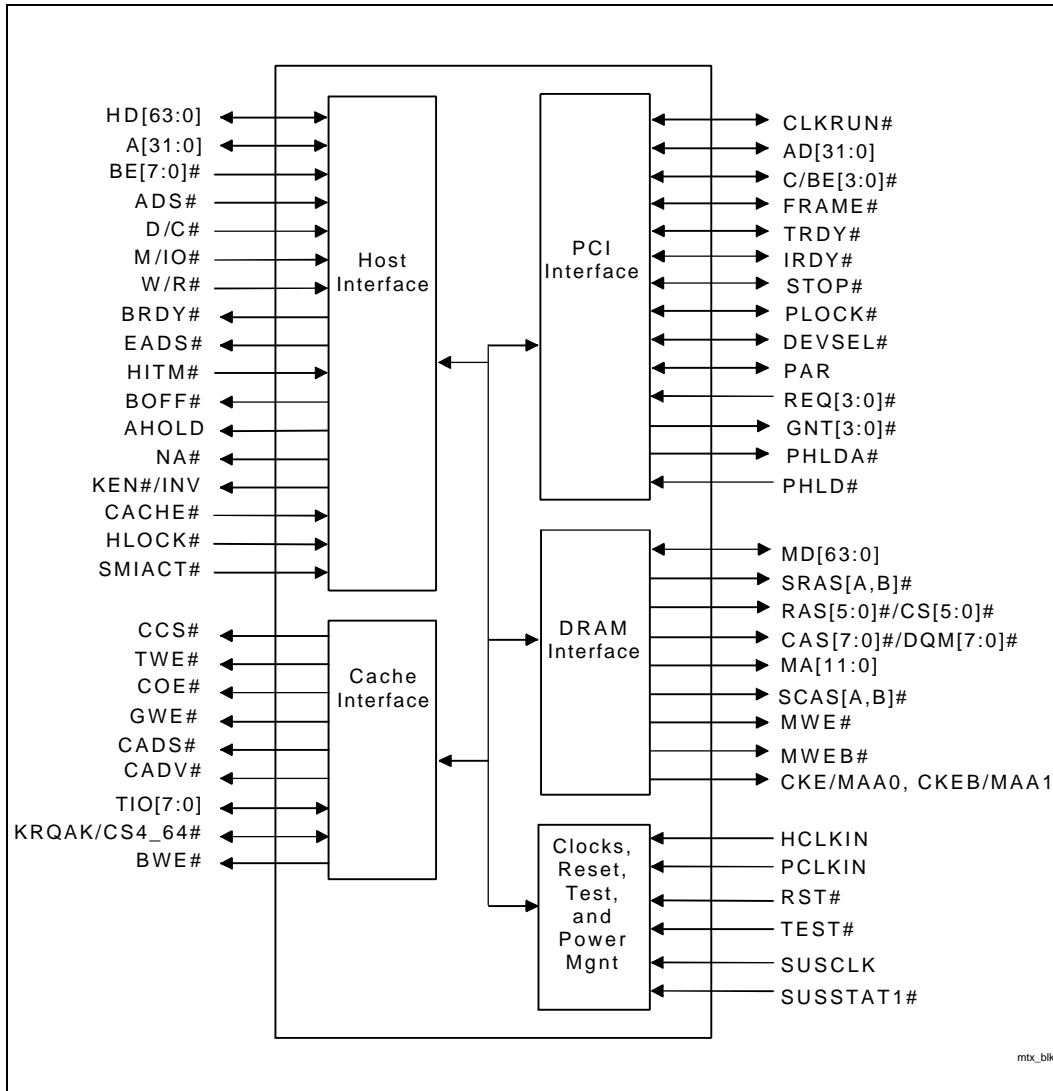 HD[63:0]
A[31:0]
BE[7:0]#
ADS#
D/C#
M/IO#
W/R#
BRDY#
EADS#
HITM#
BOFF#
AHOLD
NA#
KEN#/INV
CACHE#
HLOCK#
SMIACT#
Host
Interface
CCS#
TWE#
COE#
GWE#
CADS#
CADV#
TIO[7:0]
KRQAK/CS4_64#
BWE#
Cache
Interface
PCI
Interface
CLKRUN#
AD[31:0]
C/BE[3:0]#
FRAME#
TRDY#
IRDY#
STOP#
PLOCK#
DEVSEL#
PAR
REQ[3:0]#
GNT[3:0]#
PHLDA#
PHLD#
DRAM
Interface
MD[63:0]
SRAS[A,B]#
RAS[5:0]#/CS[5:0]#
CAS[7:0]#/DQM[7:0]#
MA[11:0]
SCAS[A,B]#
MWE#
MWEB#
CKE/MAA0, CKEB/MAA1
Clocks,
Reset,
Test,
and
Power
Mgnt
HCLKIN
PCLKIN
RST#
TEST#
SUSCLK
SUSSTAT1#
mtx_blk